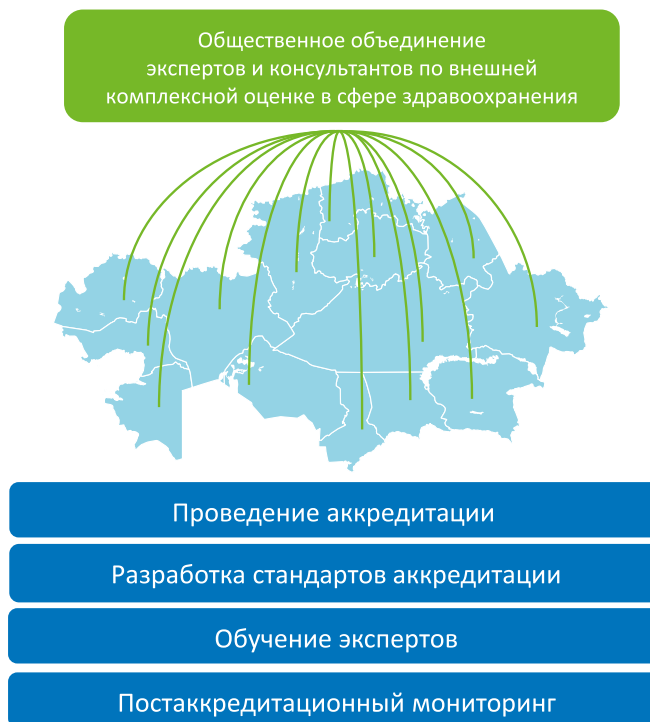 Общественное объединение
экспертов и консультантов по внешней
комплексной оценке в сфере здравоохранения
Проведение аккредитации
Разработка стандартов аккредитации
Обучение экспертов
Постаккредитационный мониторинг